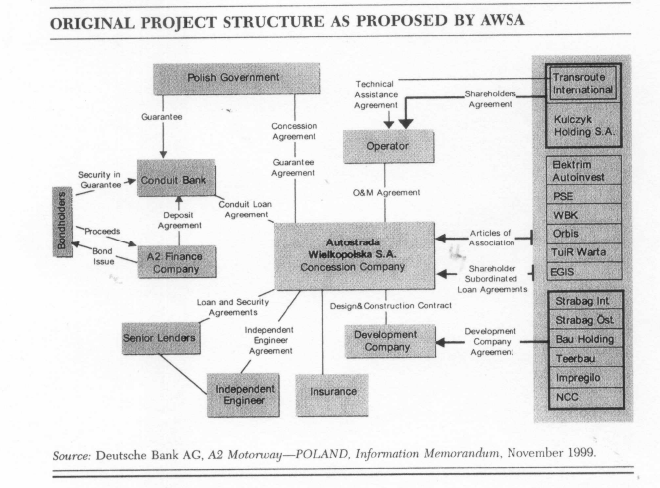 ORIGINAL PROJECT STRUCTURE AS PROPOSED BY AWSA
Polish Government
Guarantee
Concession
Agreement
Guarantee
Agreement
Technical
Assistance
Agreement
Shareholders
Agreement
Transroute
International
Kulczyk
Holding S.A.
Operator
O&M Agreement
Bondholders
Security in
Guarantee
Conduit Bank
Conduit Loan
Agreement
Deposit
Agreement
Proceeds
Bond
Issue
A2 Finance
Company
Autostrada
Wielkopolska S.A.
Concession Company
Articles of
Association
Shareholder
Subordinated
Loan Agreements
Elektrim
Autoinvest
PSE
WBK
Orbis
TuiR Warta
EGIS
Loan and Security
Agreements
Senior Lenders
Independent
Engineer
Agreement
Independent
Engineer
Insurance
Design& Construction Contract
Development
Company
Development
Company
Agreement
Strabag Int
Strabag Öst
Bau Holding
Teerbau
Impregilo
NCC
Source: Deutsche Bank AG, A2 Motorway—POLAND, Information Memorandum, November 1999.